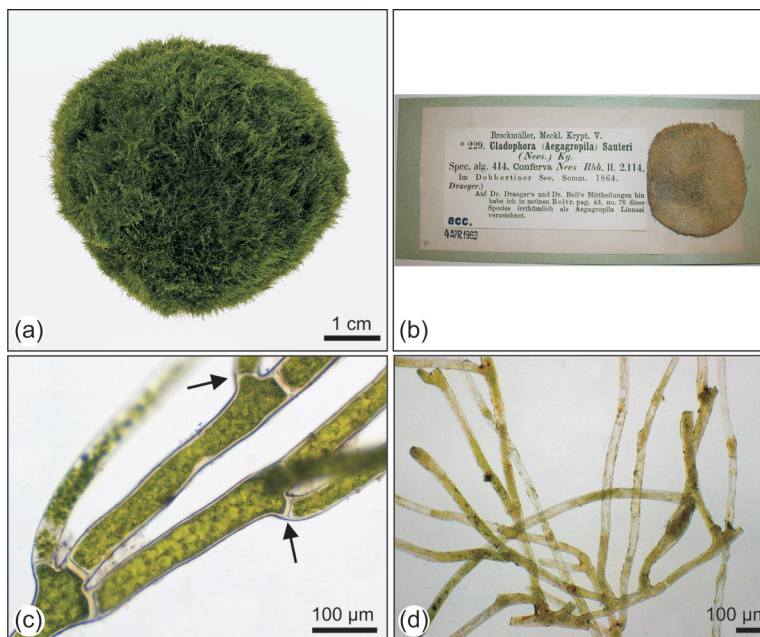 (a)
1 cm
Brockmüller, Meckl. Krypt. V.
* 229. Cladophora (Aegagropila) Sauteri
(Nees.) Kg.
Spec. alg. 414. Conferva Nees Rbh. II. 2.114.
Im Dobbertiner See, Somm. 1864.
Draeger.)
Auf Dr. Draeger's und Dr. Boll's Mittheilungen hin
habe ich in meinen Beitr. pag. 43. no. 76 diese
Species irrthümlich als Aegagropila Linnaei
verzeichnet.
acc.
4 APR 1963
(b)
(c)
100 µm
(d)
100 µm